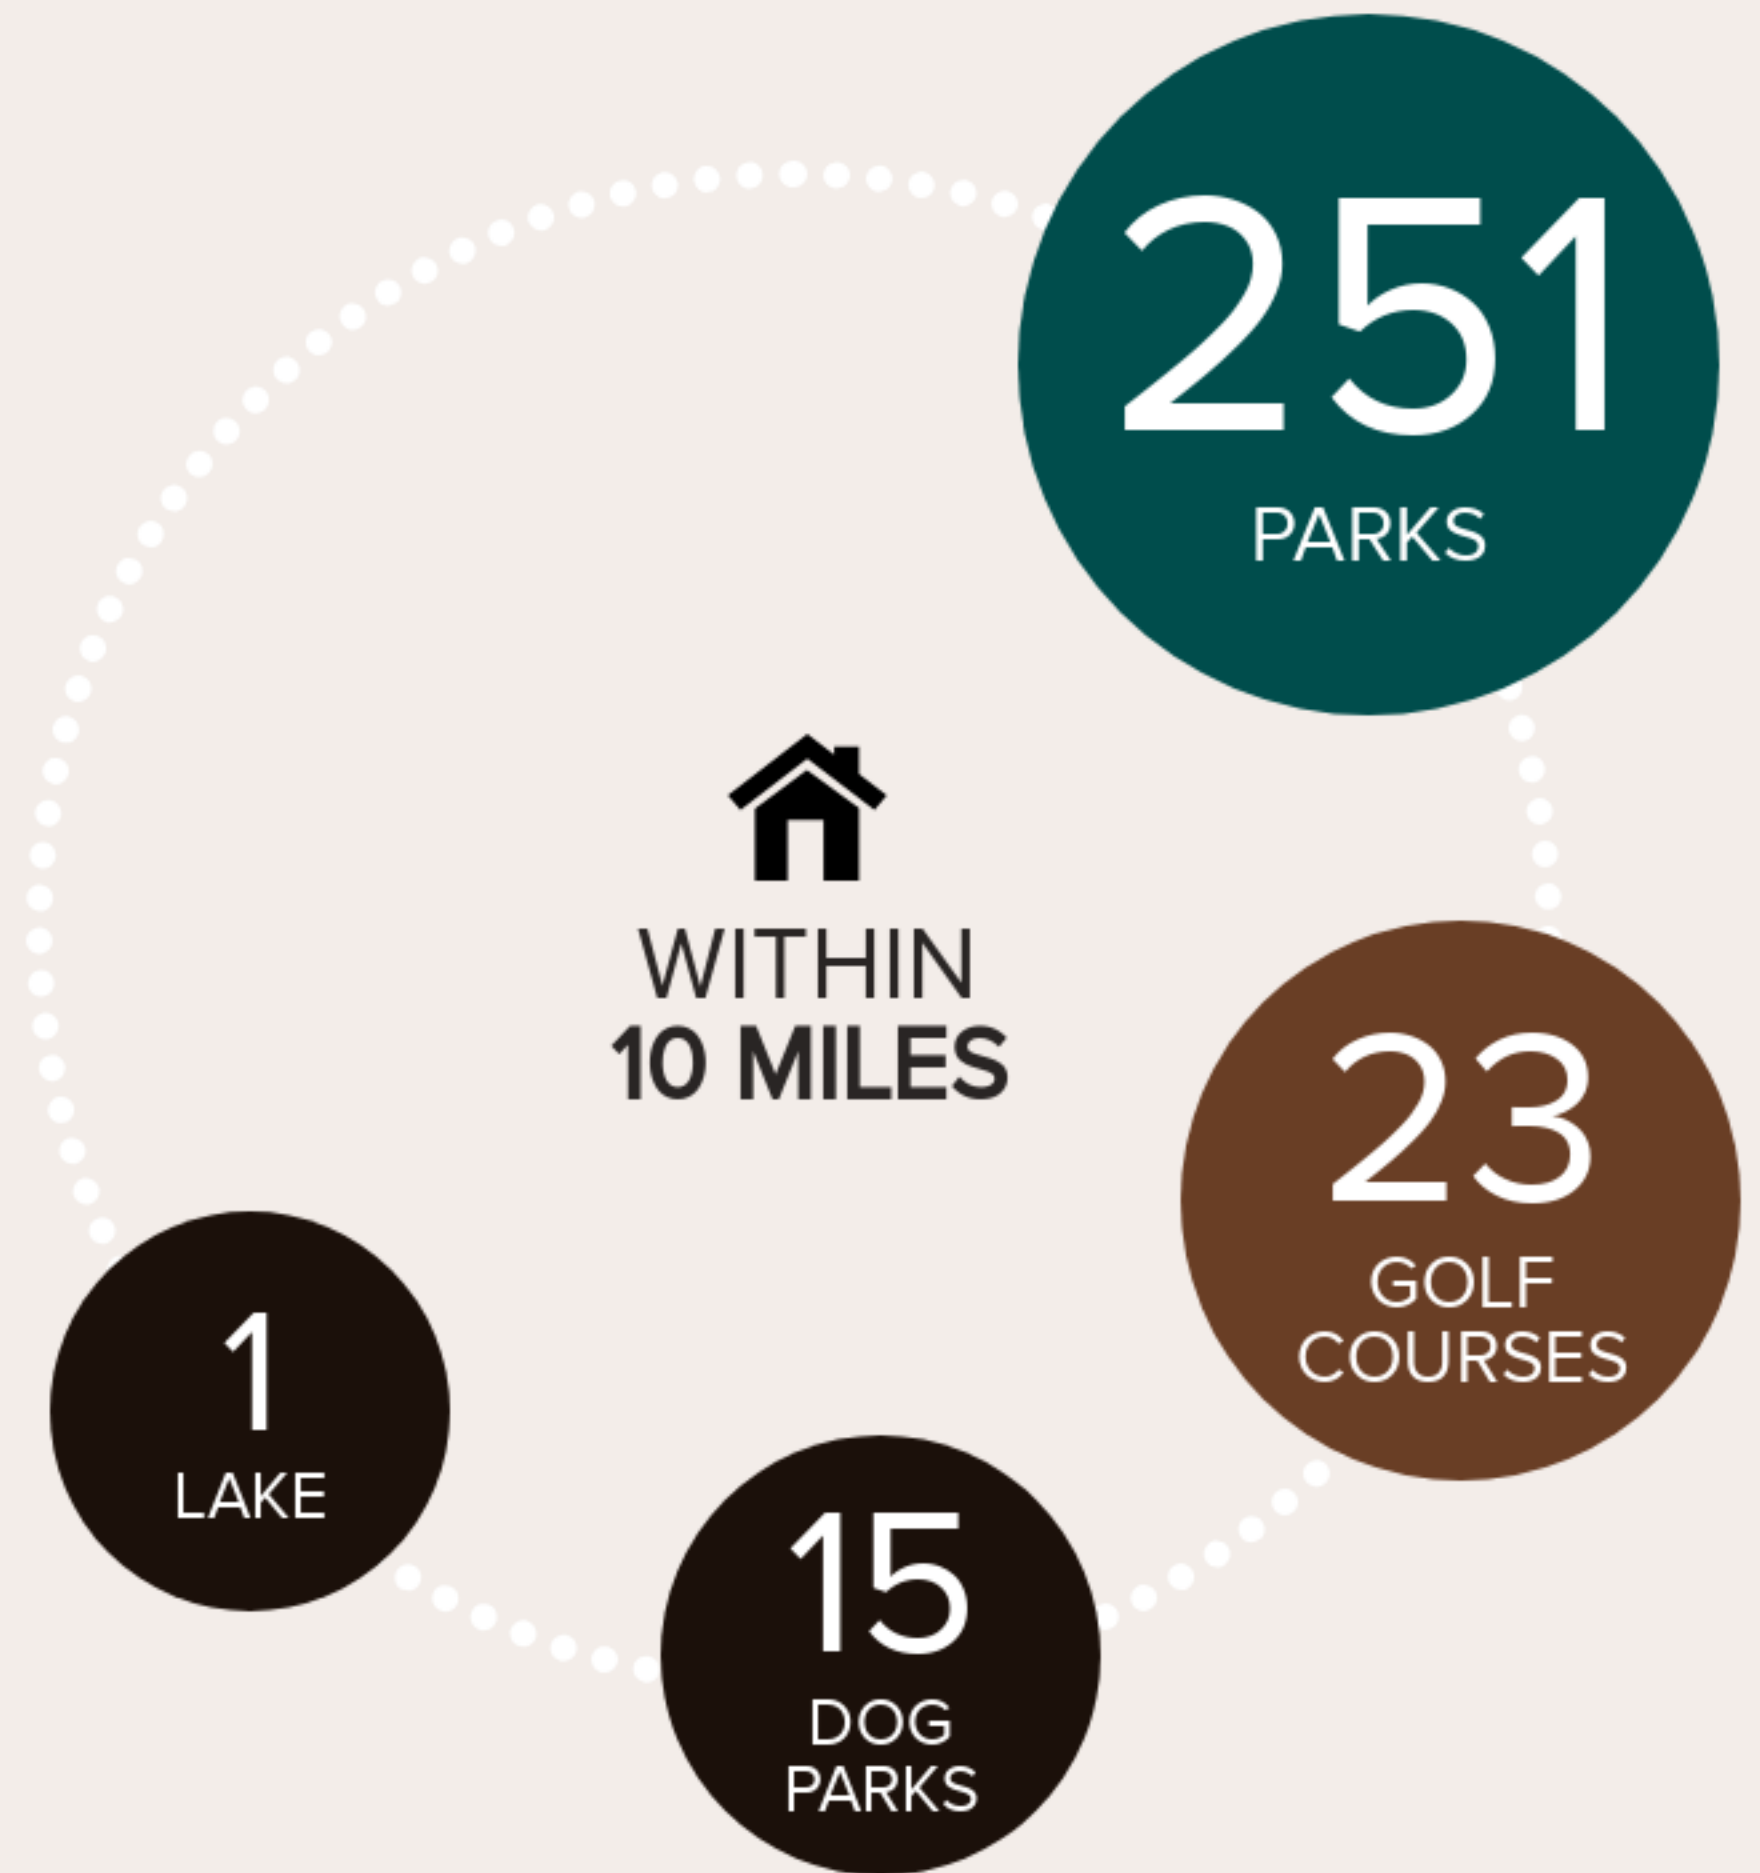 251
PARKS
WITHIN
10 MILES
23
GOLF
COURSES
1
LAKE
15
DOG
PARKS